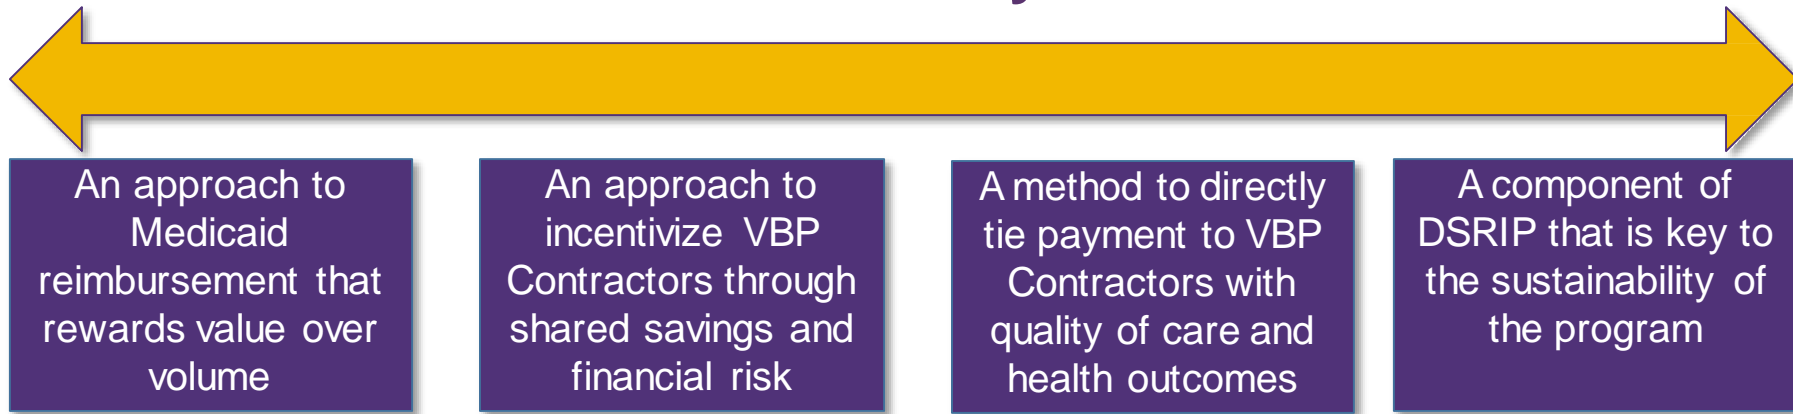 An approach to
Medicaid
reimbursement that
rewards value over
volume
An approach to
incentivize VBP
Contractors through
shared savings and
financial risk
A method to directly
tie payment to VBP
Contractors with
quality of care and
health outcomes
A component of
DSRIP that is key to
the sustainability of
the program